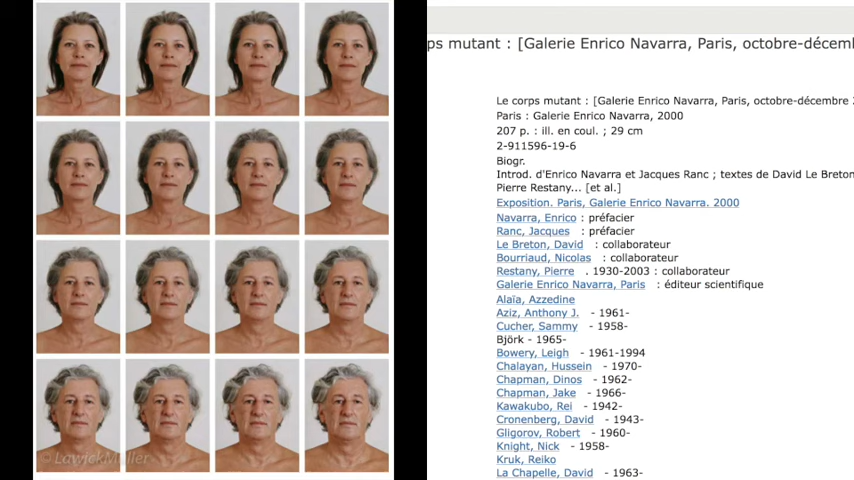 © LawickMüller
ps mutant : [Galerie Enrico Navarra, Paris, octobre-décem
Le corps mutant : [Galerie Enrico Navarra, Paris, octobre-décembre
Paris : Galerie Enrico Navarra, 2000
207 p. : ill. en coul. ; 29 cm
2-911596-19-6
Biogr.
Introd. d'Enrico Navarra et Jacques Ranc ; textes de David Le Breton
Pierre Restany... [et al.]
Exposition. Paris, Galerie Enrico Navarra. 2000
Navarra, Enrico : préfacier
Ranc, Jacques : préfacier
Le Breton, David : collaborateur
Bourriaud, Nicolas : collaborateur
Restany, Pierre . 1930-2003 : collaborateur
Galerie Enrico Navarra, Paris : éditeur scientifique
Alaïa, Azzedine
Aziz, Anthony J. - 1961-
Cucher, Sammy - 1958-
Björk - 1965-
Bowery, Leigh - 1961-1994
Chalayan, Hussein - 1970-
Chapman, Dinos - 1962-
Chapman, Jake - 1966-
Kawakubo, Rei - 1942-
Cronenberg, David - 1943-
Gligorov, Robert - 1960-
Knight, Nick - 1958-
Kruk, Reiko
La Chapelle, David - 1963-